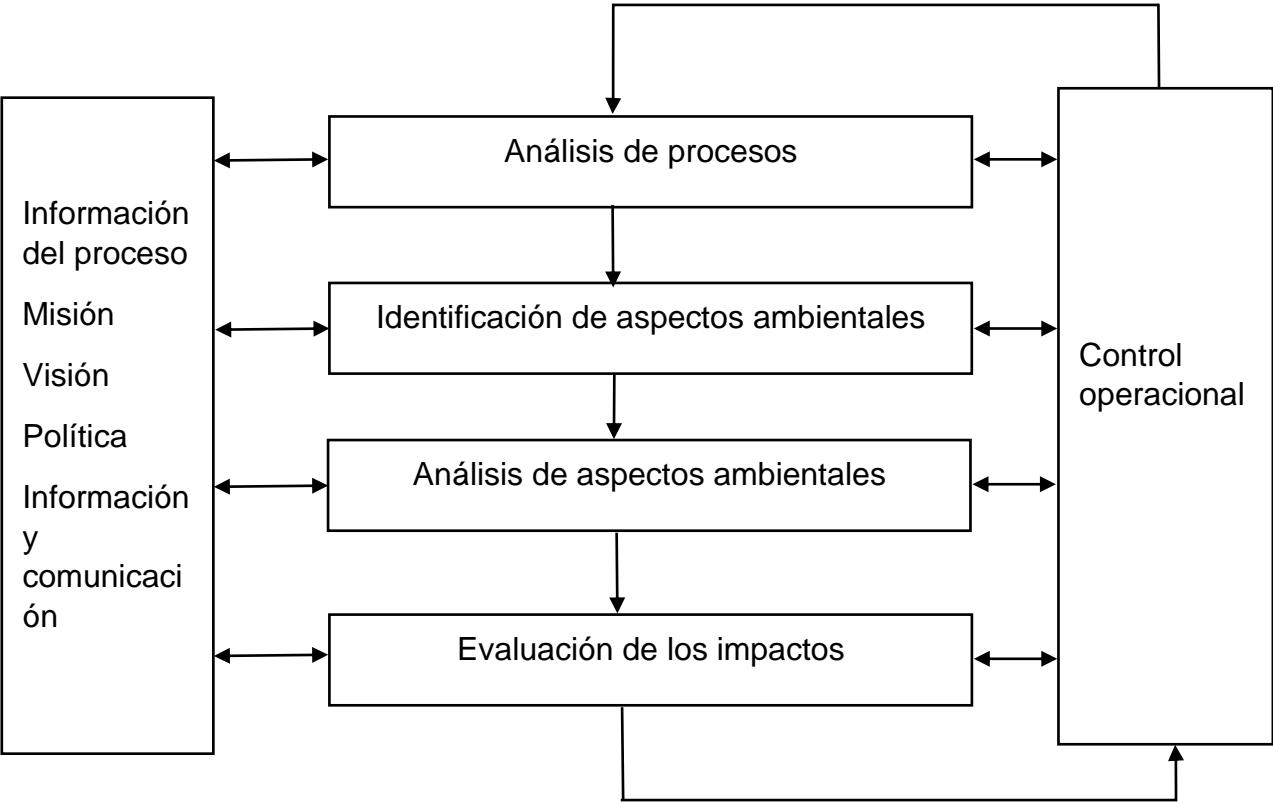 Información
del proceso
Misión
Visión
Política
Información
y
comunicaci
ón
Análisis de procesos
Identificación de aspectos ambientales
Análisis de aspectos ambientales
Evaluación de los impactos
Control
operacional